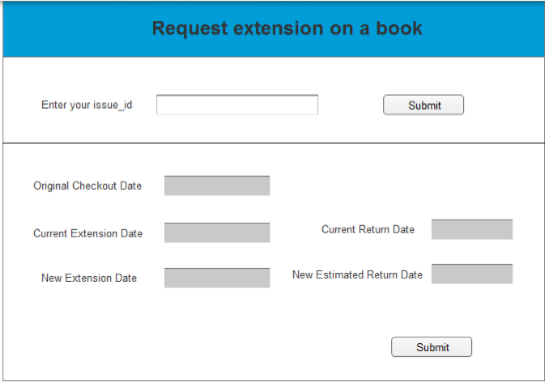 Request extension on a book
Enter your issue_id
Submit
Original Checkout Date
Current Extension Date
Current Return Date
New Extension Date
New Estimated Return Date
Submit